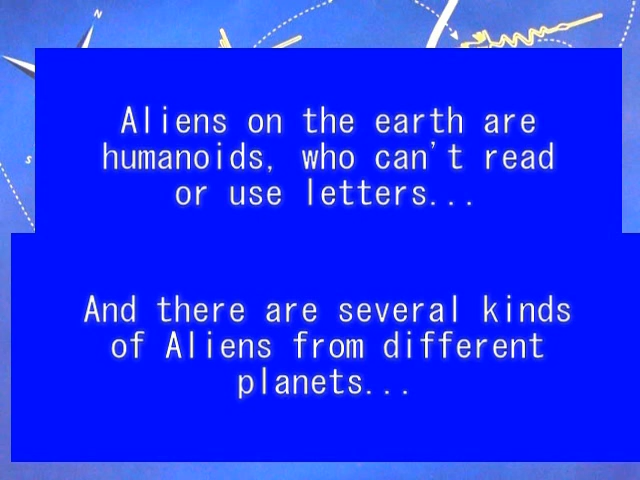 N
S
Aliens on the earth are
humanoids, who can't read
or use letters...
And there are several kinds
of Aliens from different
planets...